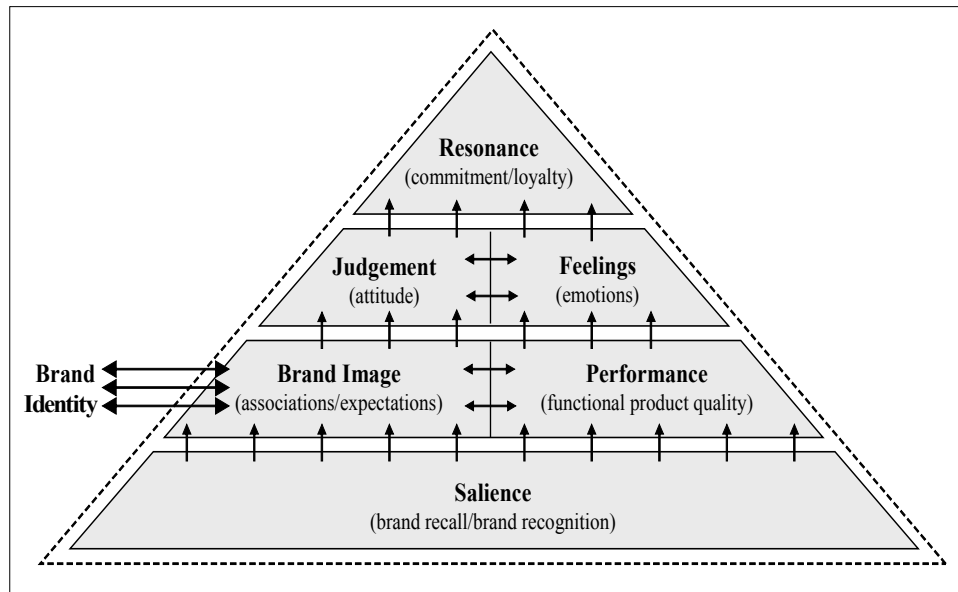 Resonance
(commitment/loyalty)
Judgement
(attitude)
Feelings
(emotions)
Brand
Identity
Brand Image
(associations/expectations)
Performance
(functional product quality)
Salience
(brand recall/brand recognition)